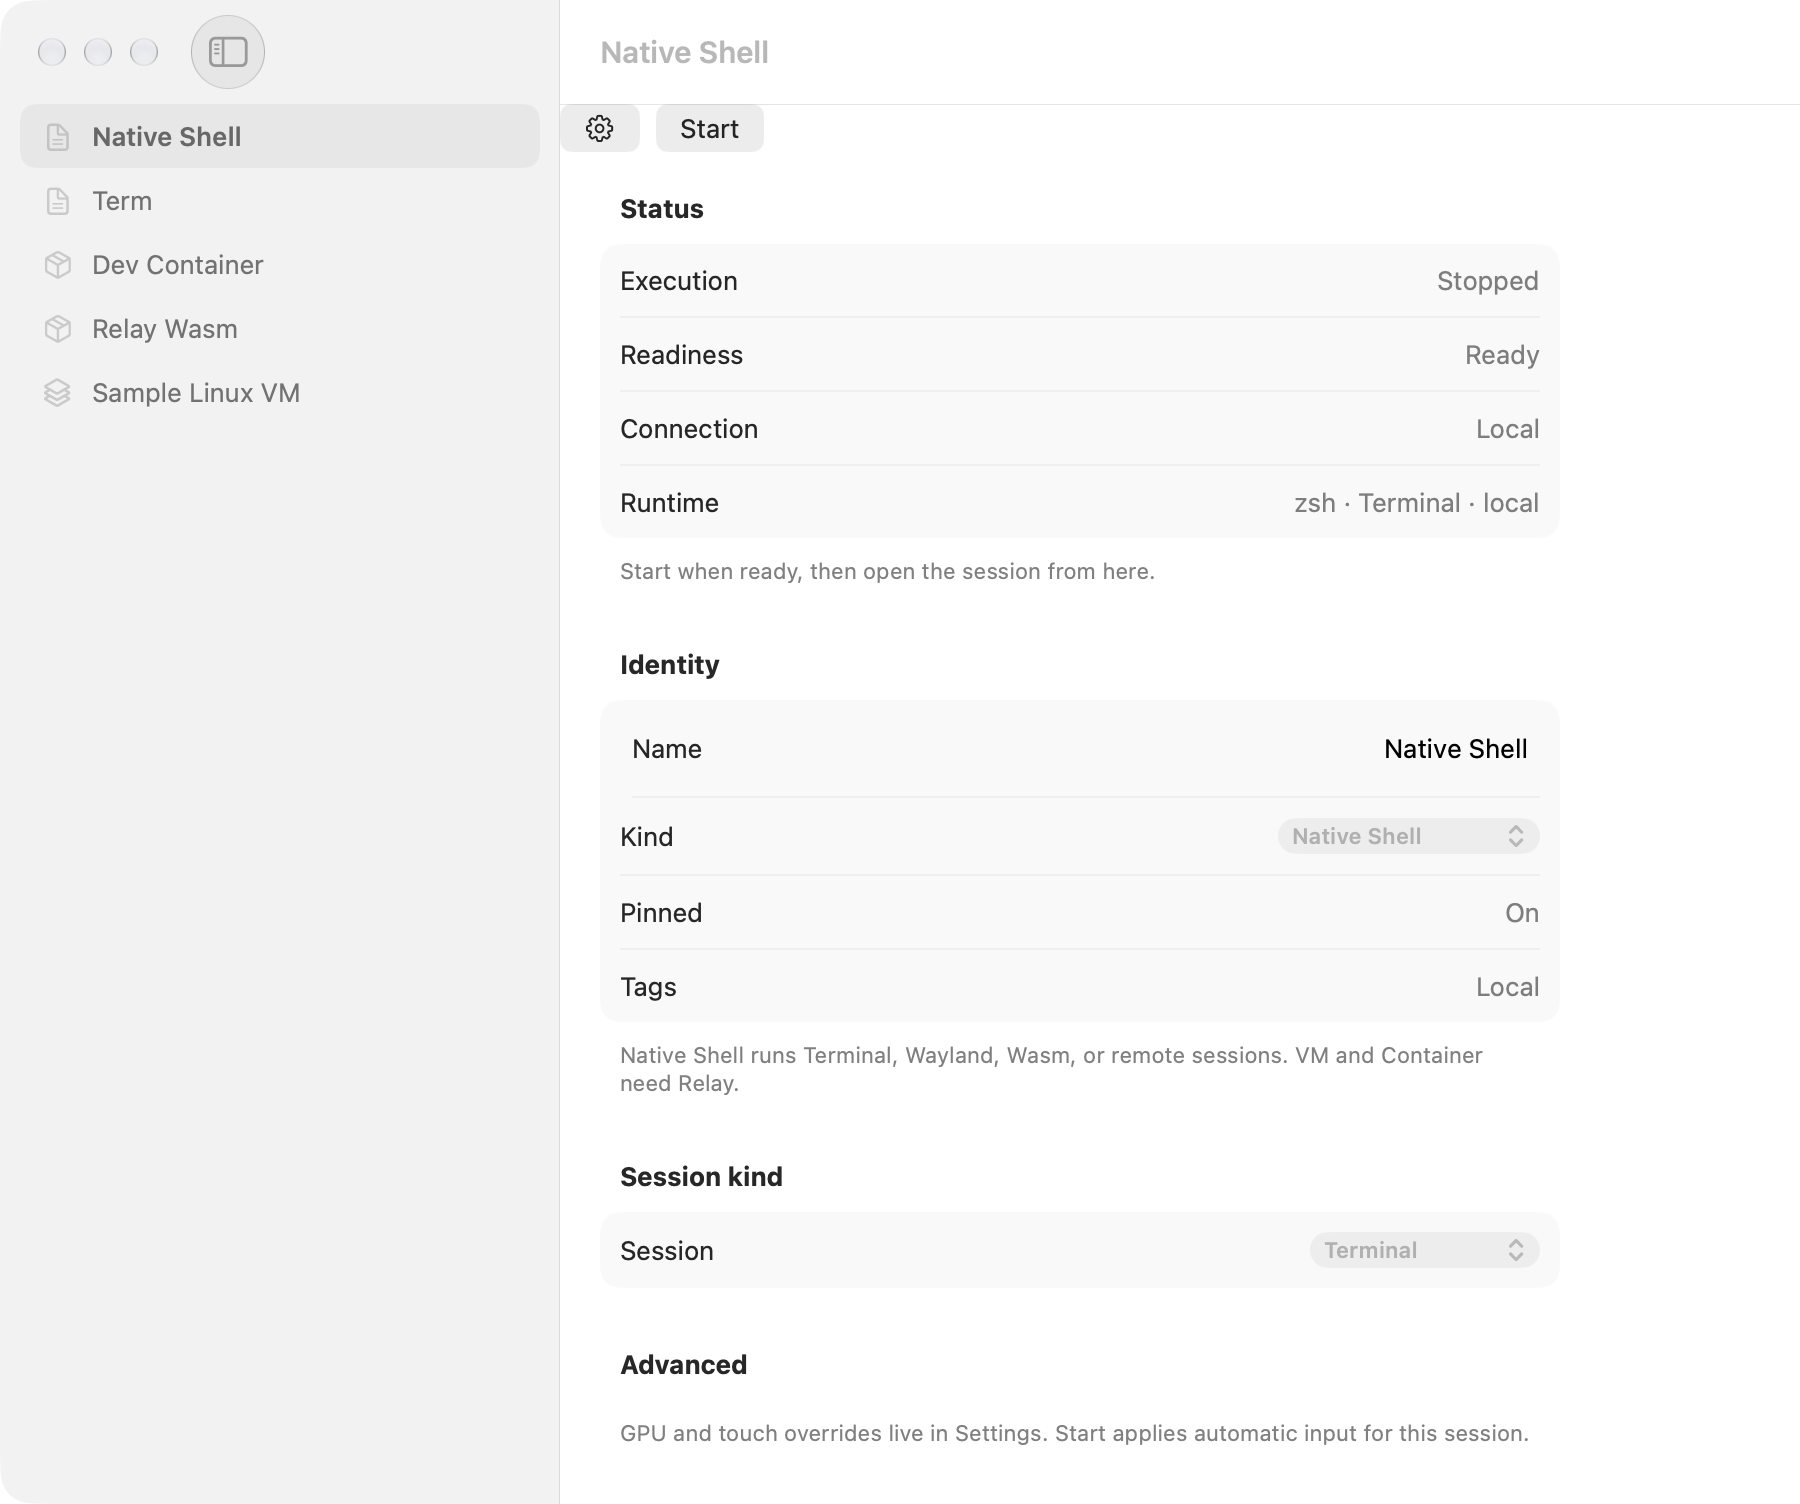 Native Shell
Term
Dev Container
Relay Wasm
Sample Linux VM
Native Shell
Start
Status
Execution Stopped
Readiness Ready
Connection Local
Runtime zsh · Terminal · local
Start when ready, then open the session from here.
Identity
Name Native Shell
Kind Native Shell
Pinned On
Tags Local
Native Shell runs Terminal, Wayland, Wasm, or remote sessions. VM and Container
need Relay.
Session kind
Session Terminal
Advanced
GPU and touch overrides live in Settings. Start applies automatic input for this session.